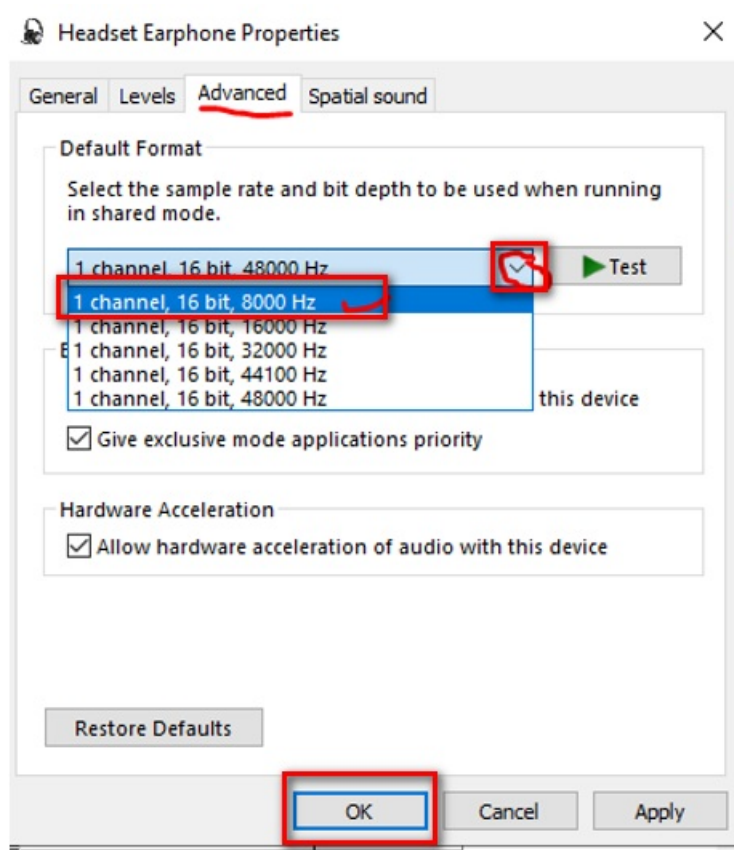 Headset Earphone Properties
General Levels Advanced Spatial sound
Default Format
Select the sample rate and bit depth to be used when running
in shared mode.
1 channel, 16 bit, 48000 Hz
Test
1 channel, 16 bit, 8000 Hz
1 channel, 16 bit, 16000 Hz
E
1 channel, 16 bit, 32000 Hz
1 channel, 16 bit, 44100 Hz
1 channel, 16 bit, 48000 Hz
this device
Give exclusive mode applications priority
Hardware Acceleration
Allow hardware acceleration of audio with this device
Restore Defaults
OK Cancel Apply